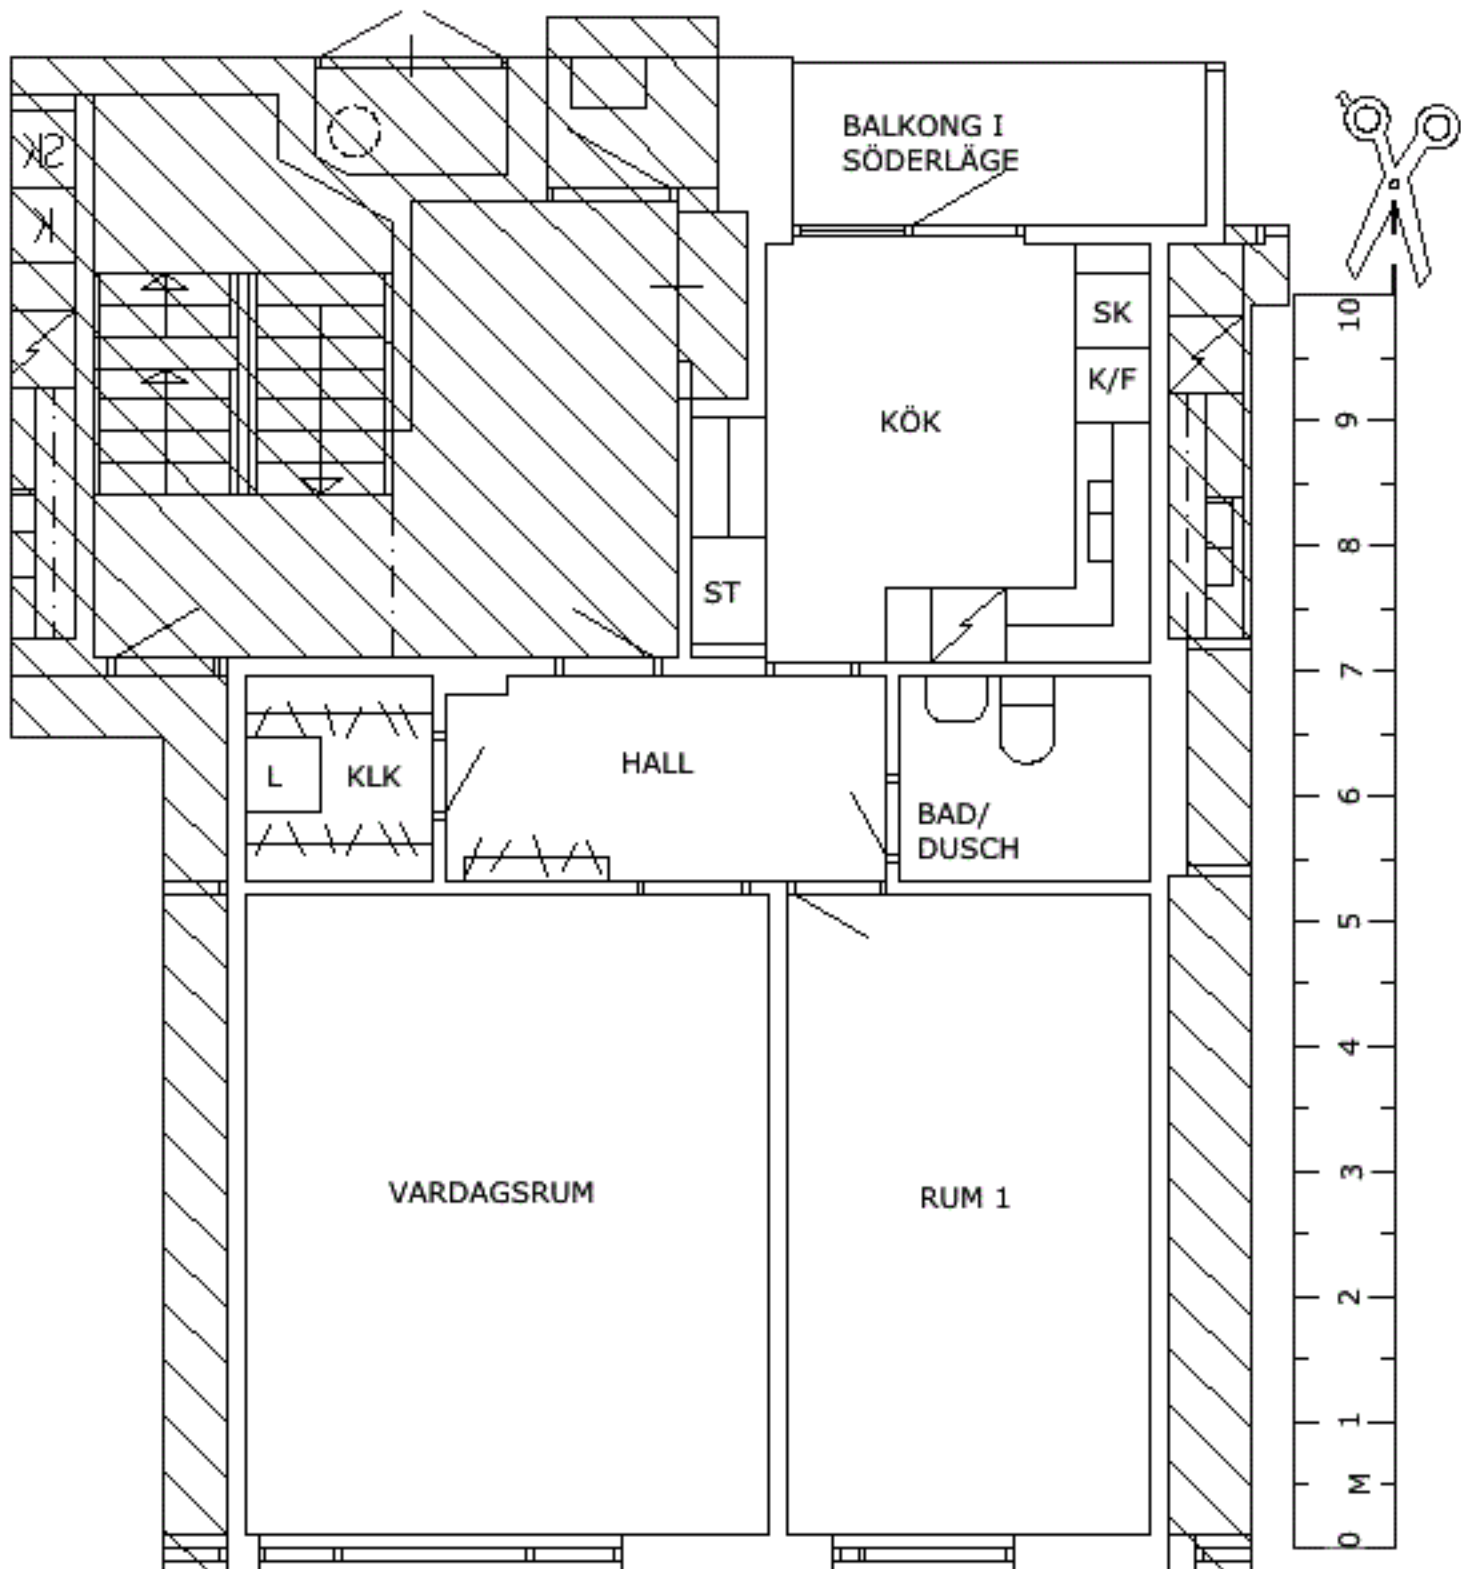 BALKONG I
SÖDERLÄGE
SK
K
SK
K/F
KÖK
ST
HALL
L
KLK
BAD/
DUSCH
VARDAGSRUM
RUM 1
10
9
8
7
6
5
4
3
2
1
M
0